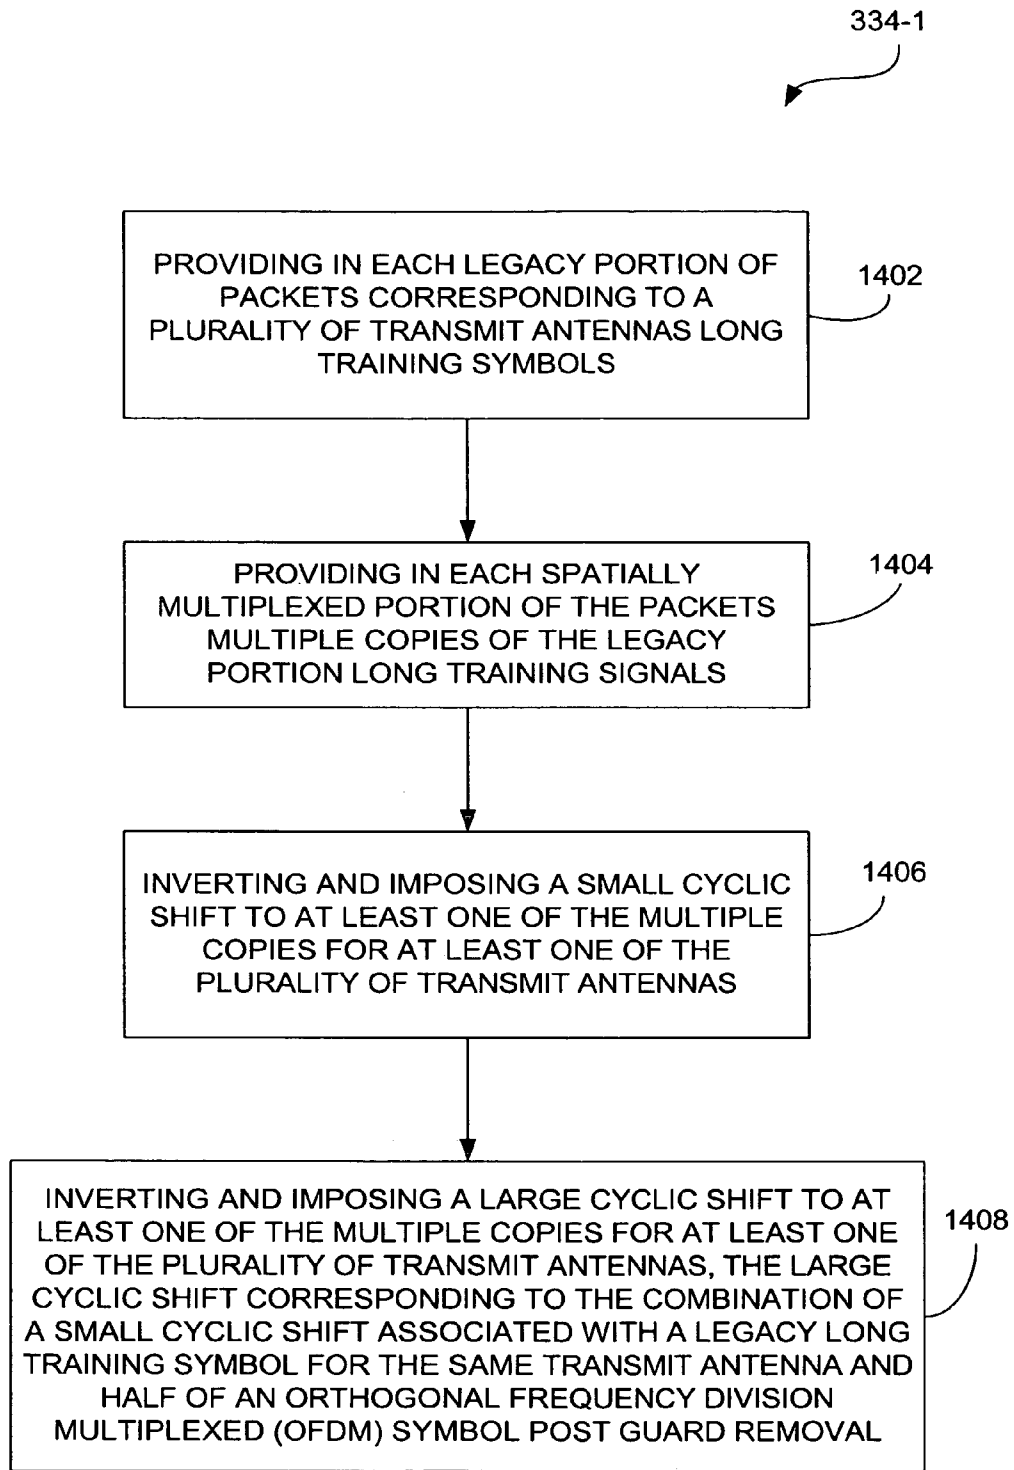 334-1
PROVIDING IN EACH LEGACY PORTION OF
PACKETS CORRESPONDING TO A
PLURALITY OF TRANSMIT ANTENNAS LONG
TRAINING SYMBOLS
1402
PROVIDING IN EACH SPATIALLY
MULTIPLEXED PORTION OF THE PACKETS
MULTIPLE COPIES OF THE LEGACY
PORTION LONG TRAINING SIGNALS
1404
INVERTING AND IMPOSING A SMALL CYCLIC
SHIFT TO AT LEAST ONE OF THE MULTIPLE
COPIES FOR AT LEAST ONE OF THE
PLURALITY OF TRANSMIT ANTENNAS
1406
INVERTING AND IMPOSING A LARGE CYCLIC SHIFT TO AT
LEAST ONE OF THE MULTIPLE COPIES FOR AT LEAST ONE
OF THE PLURALITY OF TRANSMIT ANTENNAS, THE LARGE
CYCLIC SHIFT CORRESPONDING TO THE COMBINATION OF
A SMALL CYCLIC SHIFT ASSOCIATED WITH A LEGACY LONG
TRAINING SYMBOL FOR THE SAME TRANSMIT ANTENNA AND
HALF OF AN ORTHOGONAL FREQUENCY DIVISION
MULTIPLEXED (OFDM) SYMBOL POST GUARD REMOVAL
1408